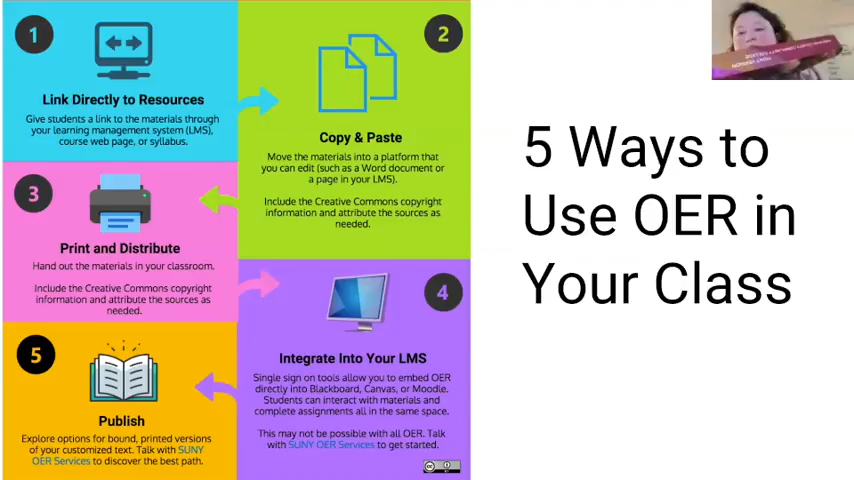 1
Link Directly to Resources
Give students a link to the materials through
your learning management system (LMS),
course web page, or syllabus.
2
Copy & Paste
Move the materials into a platform that
you can edit (such as a Word document or
a page in your LMS).
Include the Creative Commons copyright
information and attribute the sources as
needed.
3
Print and Distribute
Hand out the materials in your classroom.
Include the Creative Commons copyright
information and attribute the sources as
needed.
4
Integrate Into Your LMS
Single sign on tools allow you to embed OER
directly into Blackboard, Canvas, or Moodle.
Students can interact with materials and
complete assignments all in the same space.
This may not be possible with all OER. Talk
with SUNY OER Services to get started.
5
Publish
Explore options for bound, printed versions
of your customized text. Talk with SUNY
OER Services to discover the best path.
5 Ways to
Use OER in
Your Class